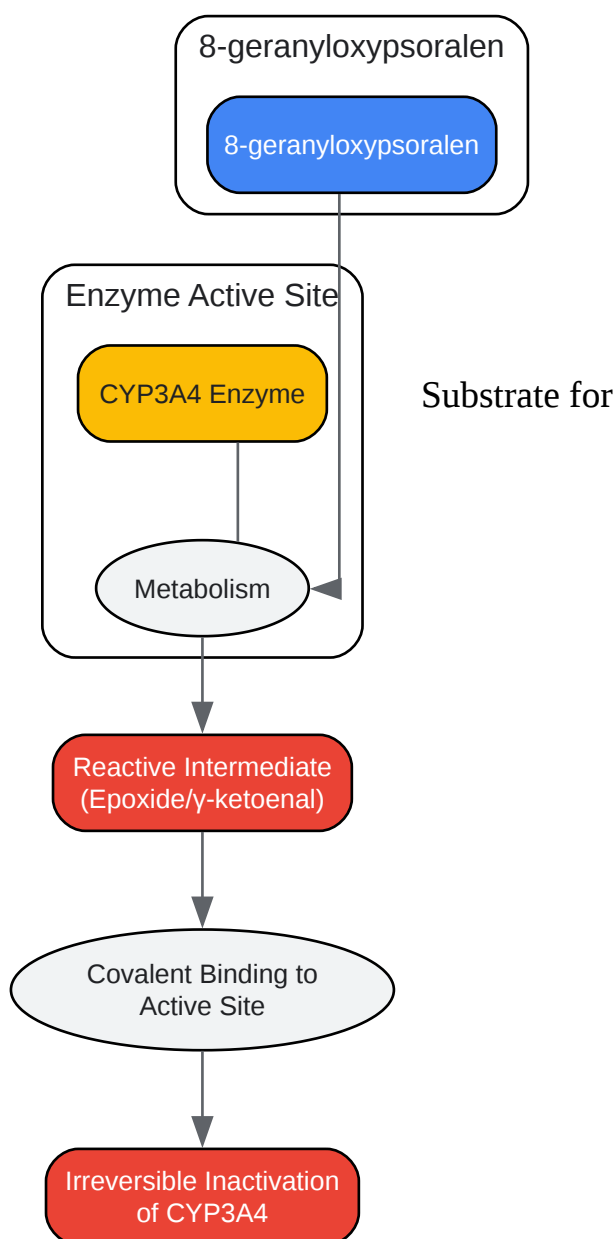 8-geranyloxypsoralen
8-geranyloxypsoralen
Enzyme Active Site
CYP3A4 Enzyme
Substrate for
Metabolism
Reactive Intermediate
(Epoxide/γ-ketoenal)
Covalent Binding to
Active Site
Irreversible Inactivation
of CYP3A4